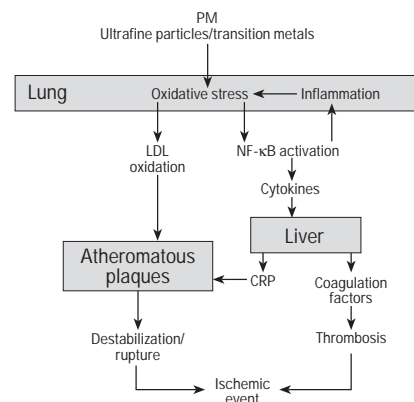 PM
Ultrafine particles/transition metals
Lung
Oxidative stress
Inflammation
LDL
oxidation
NF-κB activation
Cytokines
Liver
Atheromatous
plaques
CRP
Coagulation
factors
Destabilization/
rupture
Thrombosis
Ischemic
event